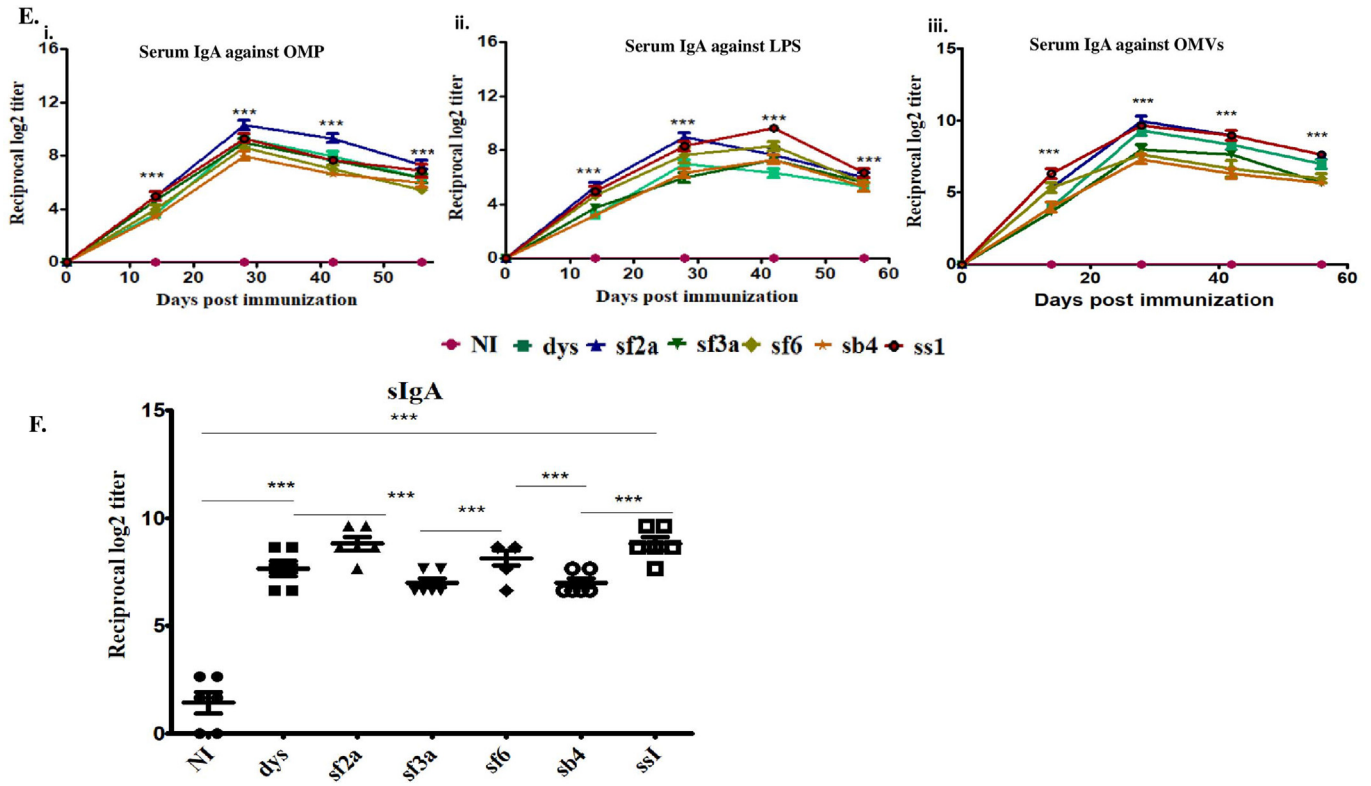 E.
i.
Serum IgA against OMP
Reciprocal log2 titer
16
12
8
4
0
*** *** *** ***
0 10 20 30 40 50
Days post immunization
ii.
Serum IgA against LPS
Reciprocal log2 titer
16
12
8
4
0
*** *** *** ***
0 10 20 30 40 50 60
Days post immunization
iii.
Serum IgA against OMVs
Reciprocal log2 titer
15
10
5
0
*** *** *** ***
0 20 40 60
Days post immunization
NI dys sf2a sf3a sf6 sb4 ss1
F.
sIgA
Reciprocal log2 titer
15
10
5
0
***
*** *** *** *** ***
NI dys sf2a sf3a sf6 sb4 ss1